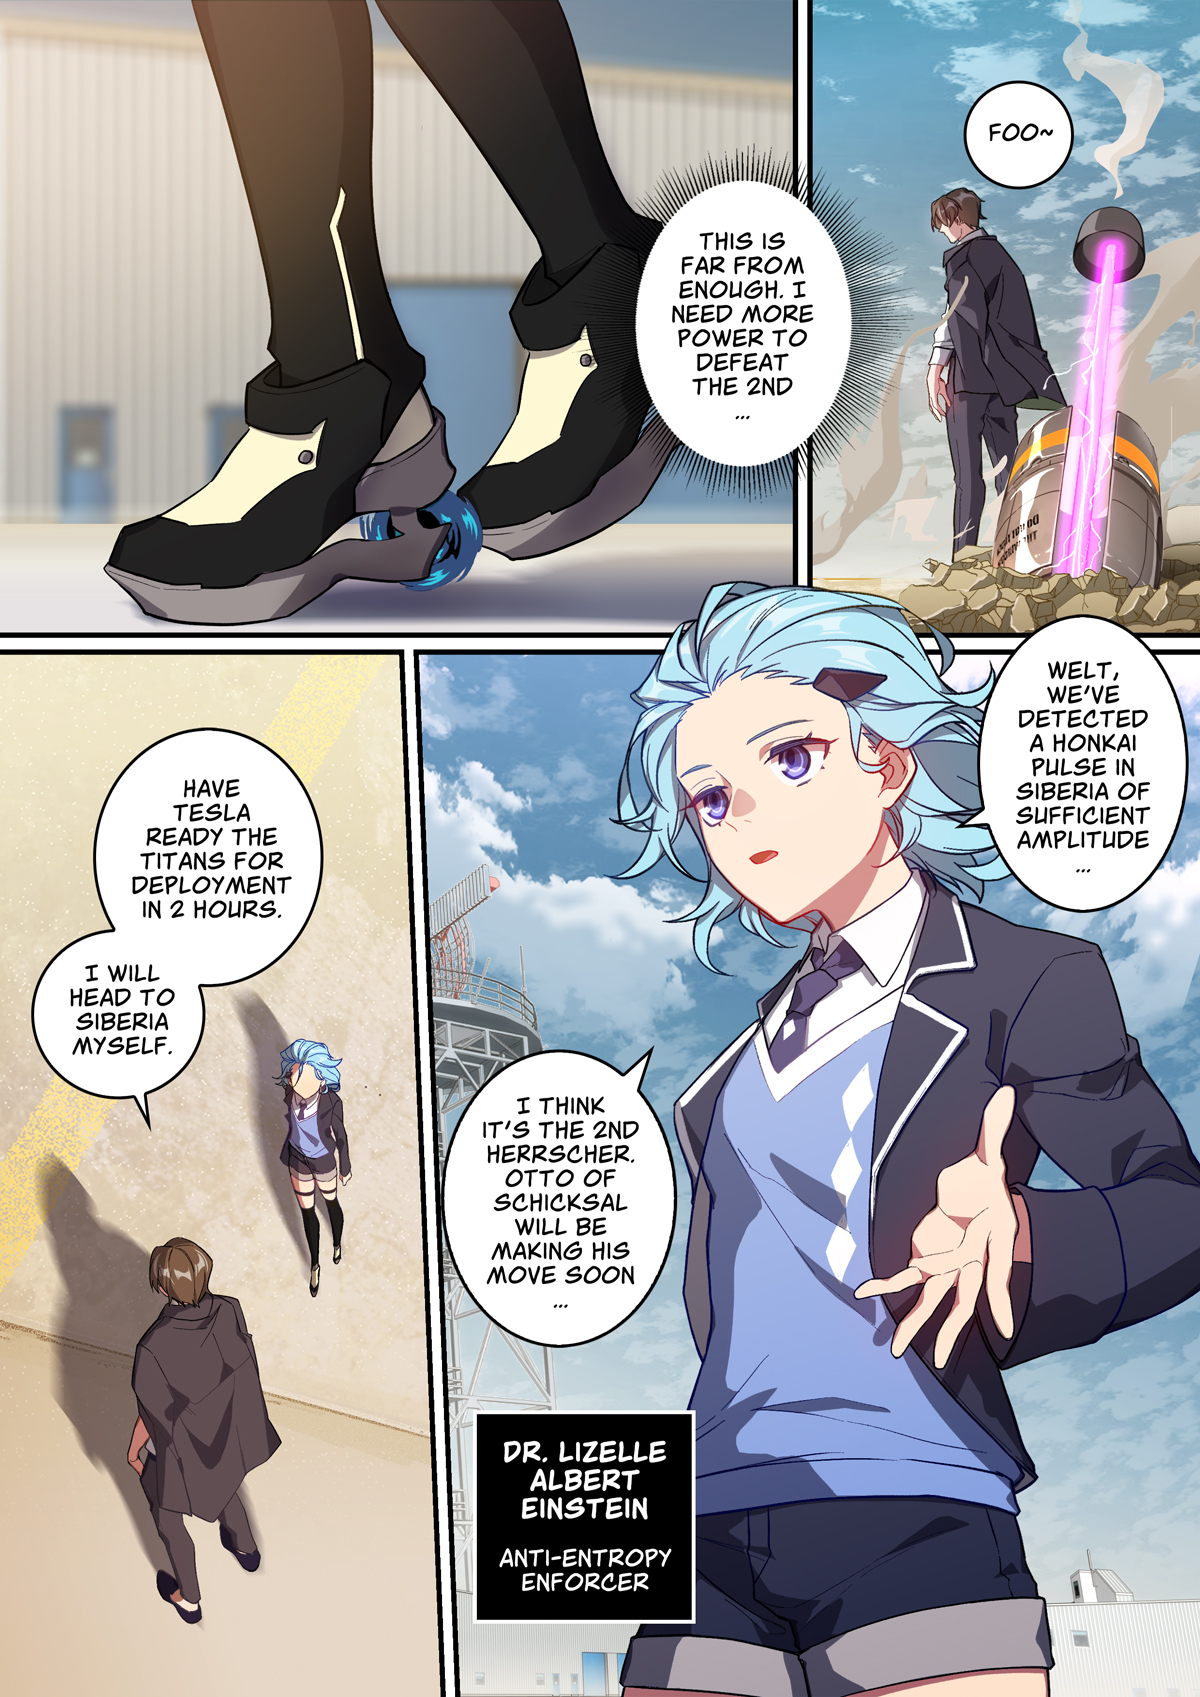 FOO~
THIS IS
FAR FROM
ENOUGH. I
NEED MORE
POWER TO
DEFEAT
THE 2ND
...
WELT,
WE'VE
DETECTED
A HONKAI
PULSE IN
SIBERIA OF
SUFFICIENT
AMPLITUDE
...
I THINK
IT'S THE 2ND
HERRSCHER.
OTTO OF
SCHICKSAL
WILL BE
MAKING HIS
MOVE SOON
...
DR. LIZELLE
ALBERT
EINSTEIN
ANTI-ENTROPY
ENFORCER
HAVE
TESLA
READY THE
TITANS FOR
DEPLOYMENT
IN 2 HOURS.
I WILL
HEAD TO
SIBERIA
MYSELF.